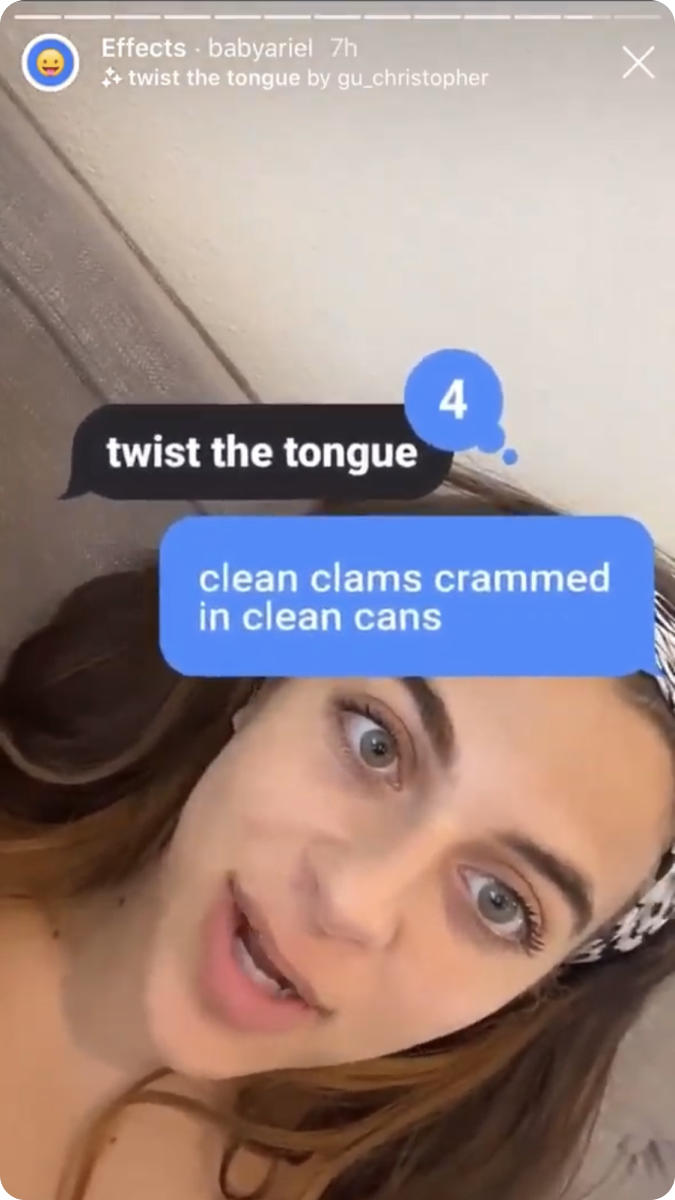 Effects · babyariel 7h
twist the tongue by gu_christopher
4
twist the tongue
clean clams crammed
in clean cans